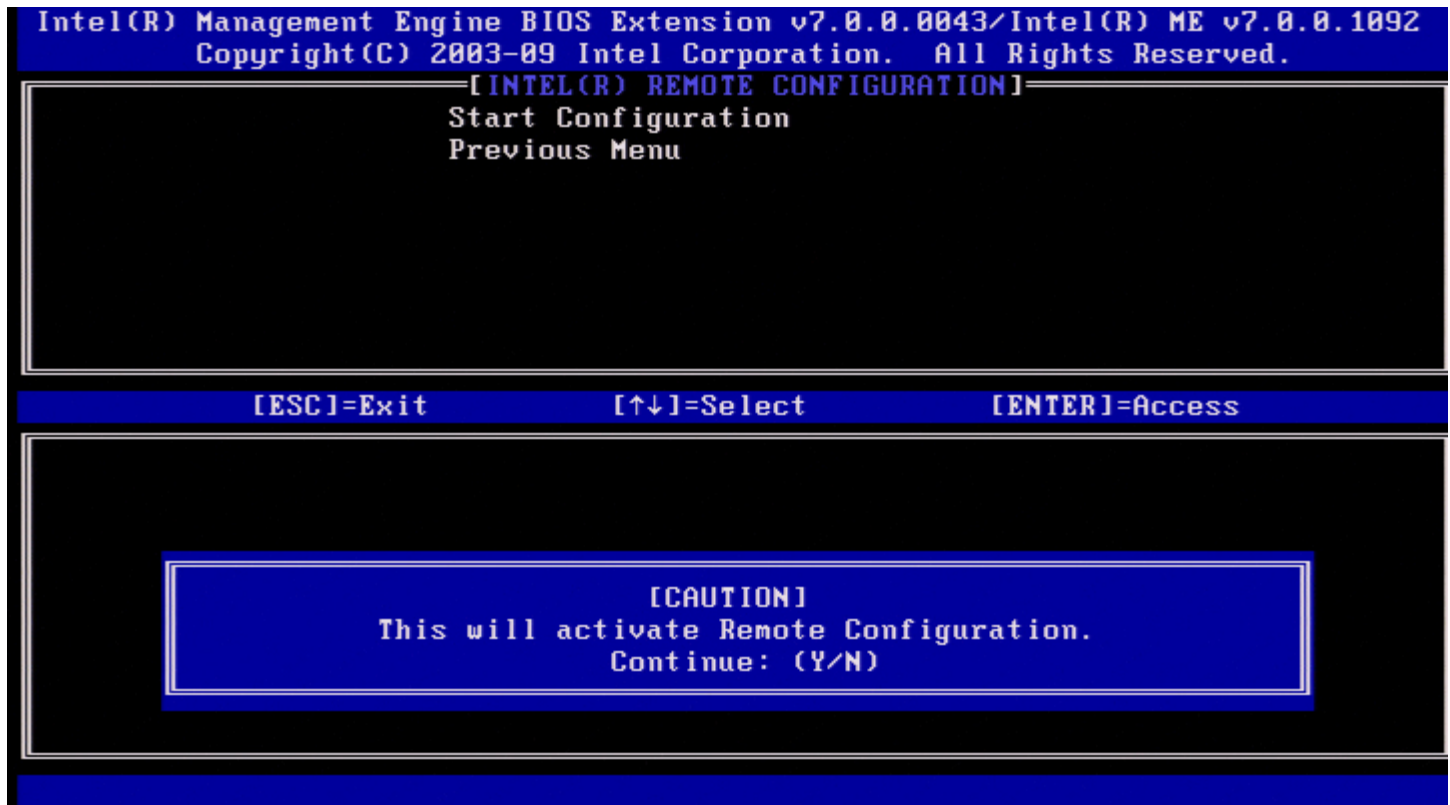 Intel(R) Management Engine BIOS Extension v7.0.0.0043/Intel(R) ME v7.0.0.1092
Copyright(C) 2003-09 Intel Corporation. All Rights Reserved.
[INTEL(R) REMOTE CONFIGURATION]
Start Configuration
Previous Menu
[ESC]=Exit [↑↓]=Select [ENTER]=Access
[CAUTION]
This will activate Remote Configuration.
Continue: (Y/N)